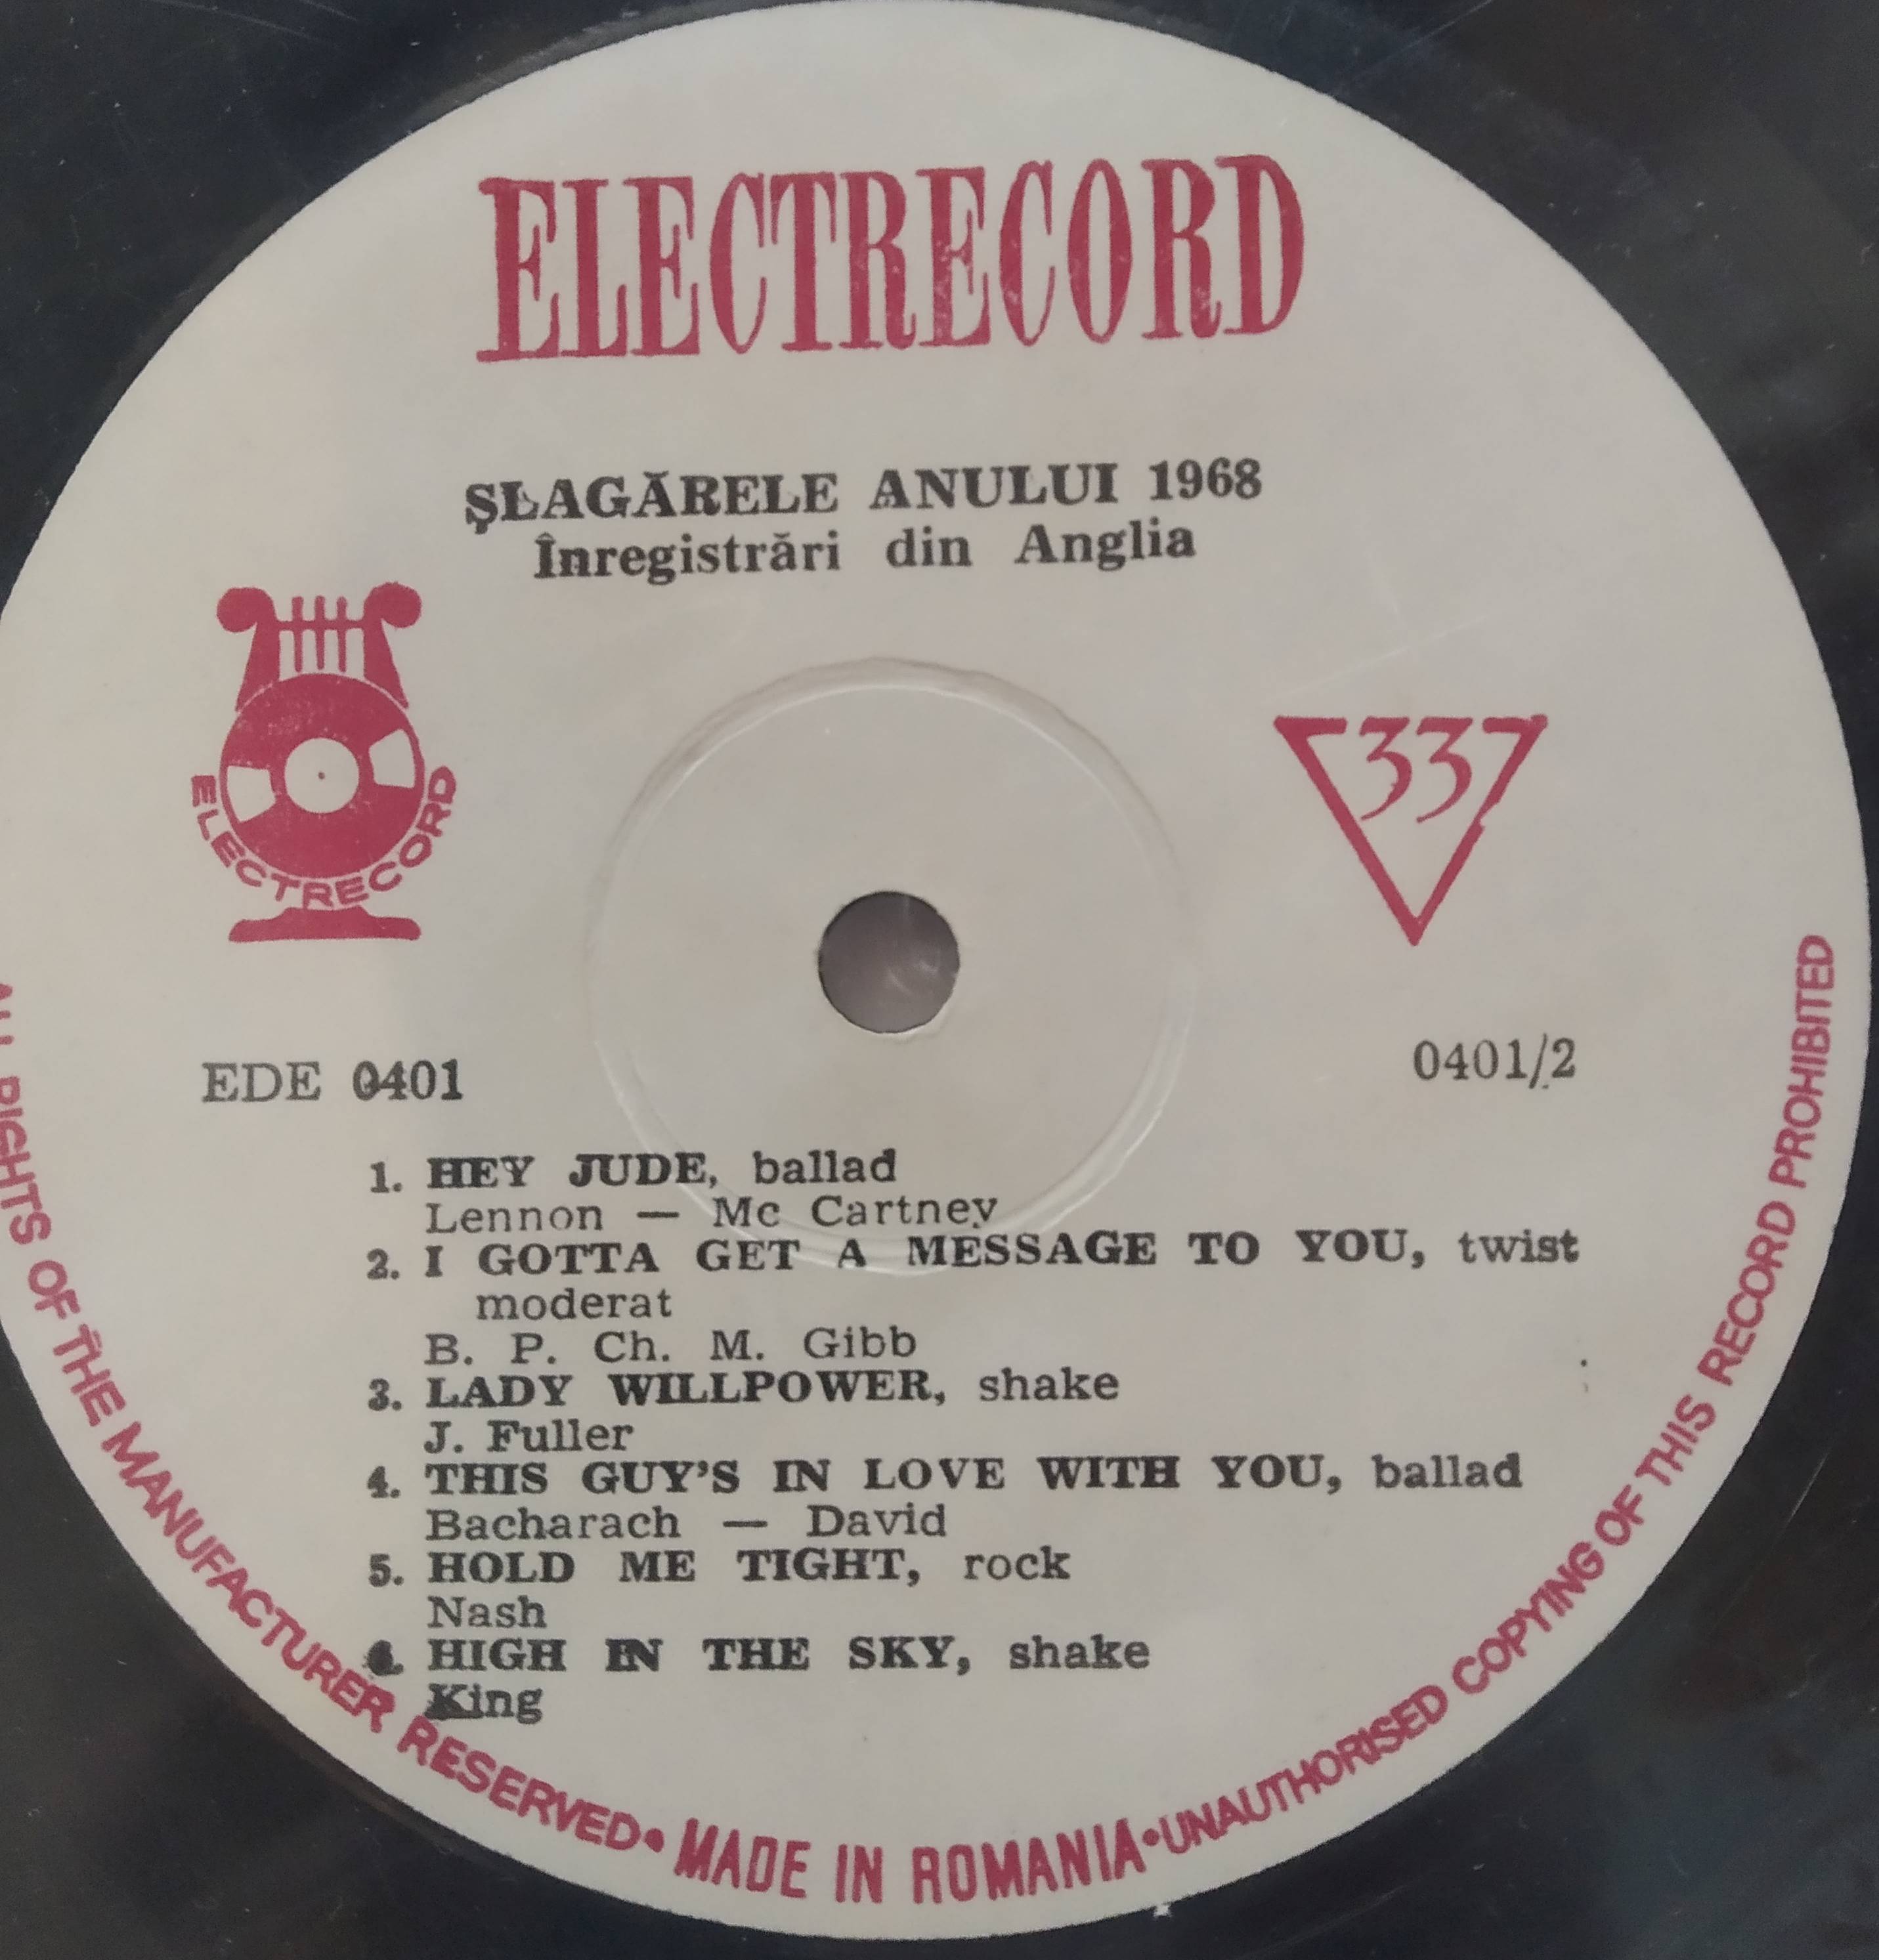 ELECTRECORD
ŞLAGĂRELE ANULUI 1968
Înregistrări din Anglia
ELECTRECORD
33
EDE 0401
0401/2
1. HEY JUDE, ballad
Lennon — Mc Cartney
2. I GOTTA GET A MESSAGE TO YOU, twist
moderat
B. P. Ch. M. Gibb
3. LADY WILLPOWER, shake
J. Fuller
4. THIS GUY'S IN LOVE WITH YOU, ballad
Bacharach — David
5. HOLD ME TIGHT, rock
Nash
6. HIGH IN THE SKY, shake
King
ALL RIGHTS OF THE MANUFACTURER RESERVED • MADE IN ROMANIA • UNAUTHORISED COPYING OF THIS RECORD PROHIBITED